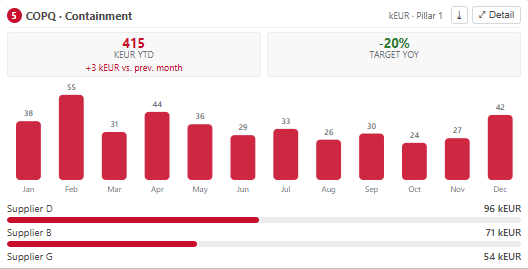 5 COPQ · Containment kEUR · Pillar 1 ⤓ ⤢ Detail
415 -20%
KEUR YTD TARGET YOY
+3 kEUR vs. prev. month
38 55 31 44 36 29 33 26 30 24 27 42
Jan Feb Mar Apr May Jun Jul Aug Sep Oct Nov Dec
Supplier D 96 kEUR
Supplier B 71 kEUR
Supplier G 54 kEUR